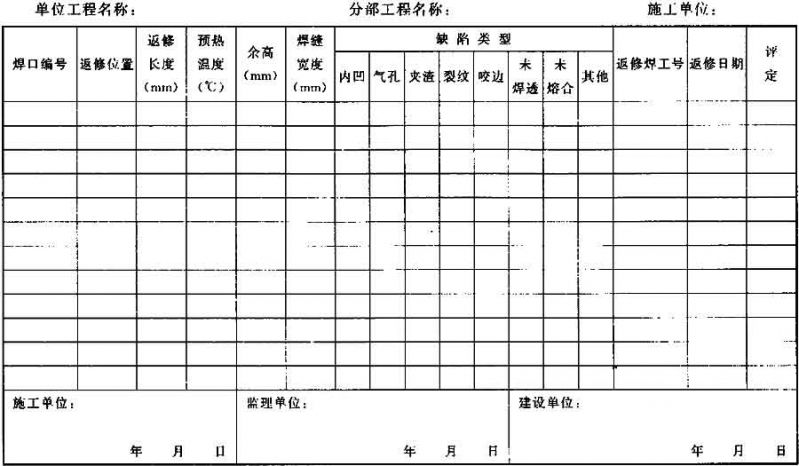 单位工程名称： 分部工程名称： 施工单位：
焊口编号 返修位置 返修长度(mm) 预热温度(℃) 余高(mm) 焊缝宽度(mm) 缺陷类型 返修焊工号 返修日期 评定
内凹 气孔 夹渣 裂纹 咬边 未焊透 未熔合 其他
施工单位： 监理单位： 建设单位：
年 月 日 年 月 日 年 月 日